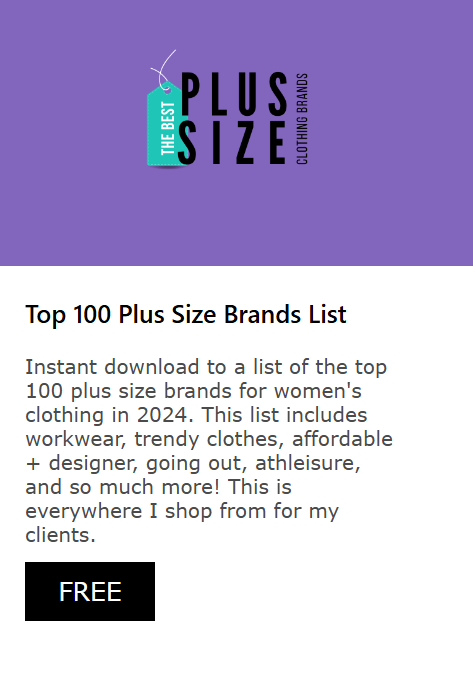 THE BEST
PLUS
SIZE
CLOTHING BRANDS
Top 100 Plus Size Brands List
Instant download to a list of the top
100 plus size brands for women's
clothing in 2024. This list includes
workwear, trendy clothes, affordable
+ designer, going out, athleisure,
and so much more! This is
everywhere I shop from for my
clients.
FREE